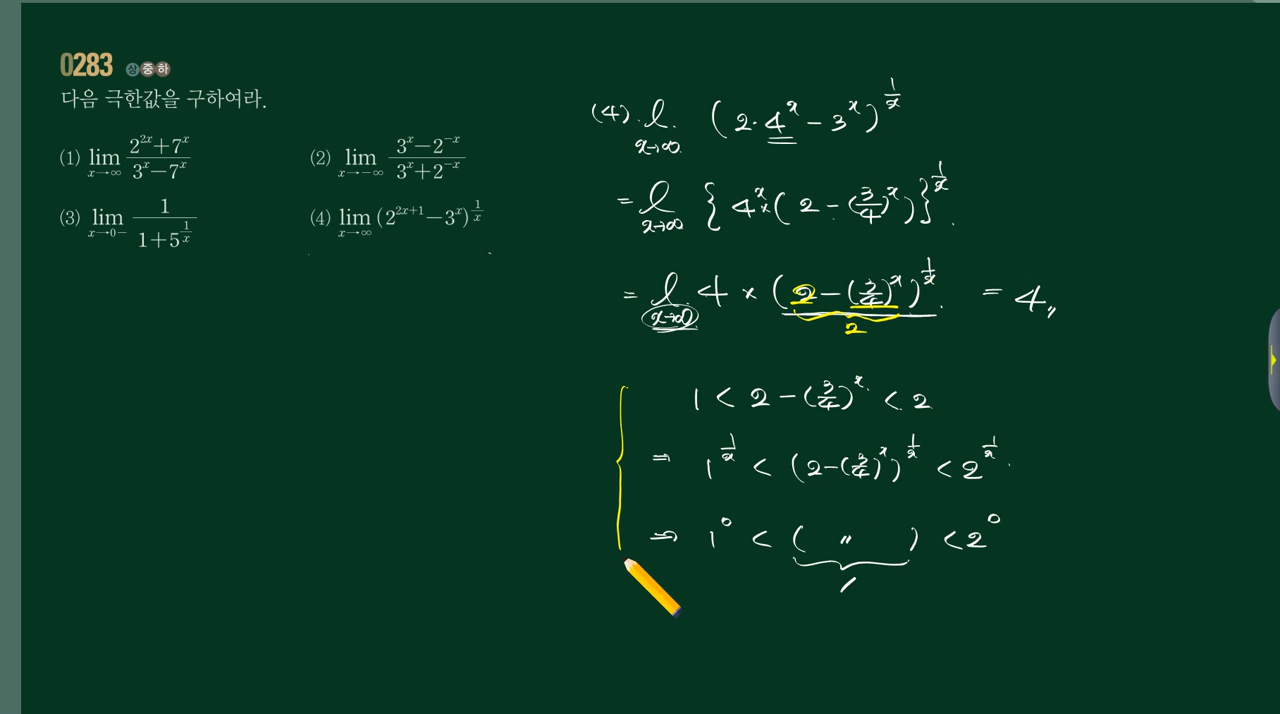 0283 상중하
다음 극한값을 구하여라.
(1) lim_{x→∞} (2^{2x}+7^x)/(3^x−7^x)
(2) lim_{x→−∞} (3^x−2^{−x})/(3^x+2^{−x})
(3) lim_{x→0−} 1/(1+5^{1/x})
(4) lim_{x→∞} (2^{2x+1}−3^x)^{1/x}
(4). l._{x→∞} (2·4^x − 3^x)^{1/x}
= l_{x→∞} {4^x × (2 − (3/4)^x)}^{1/x}
= l._{x→∞} 4 × (2 − (3/4)^x)^{1/x} = 4〃
2
1 < 2 − (3/4)^x < 2
⇒ 1^{1/x} < (2 − (3/4)^x)^{1/x} < 2^{1/x}
⇒ 1^0 < ( 〃 ) < 2^0
1